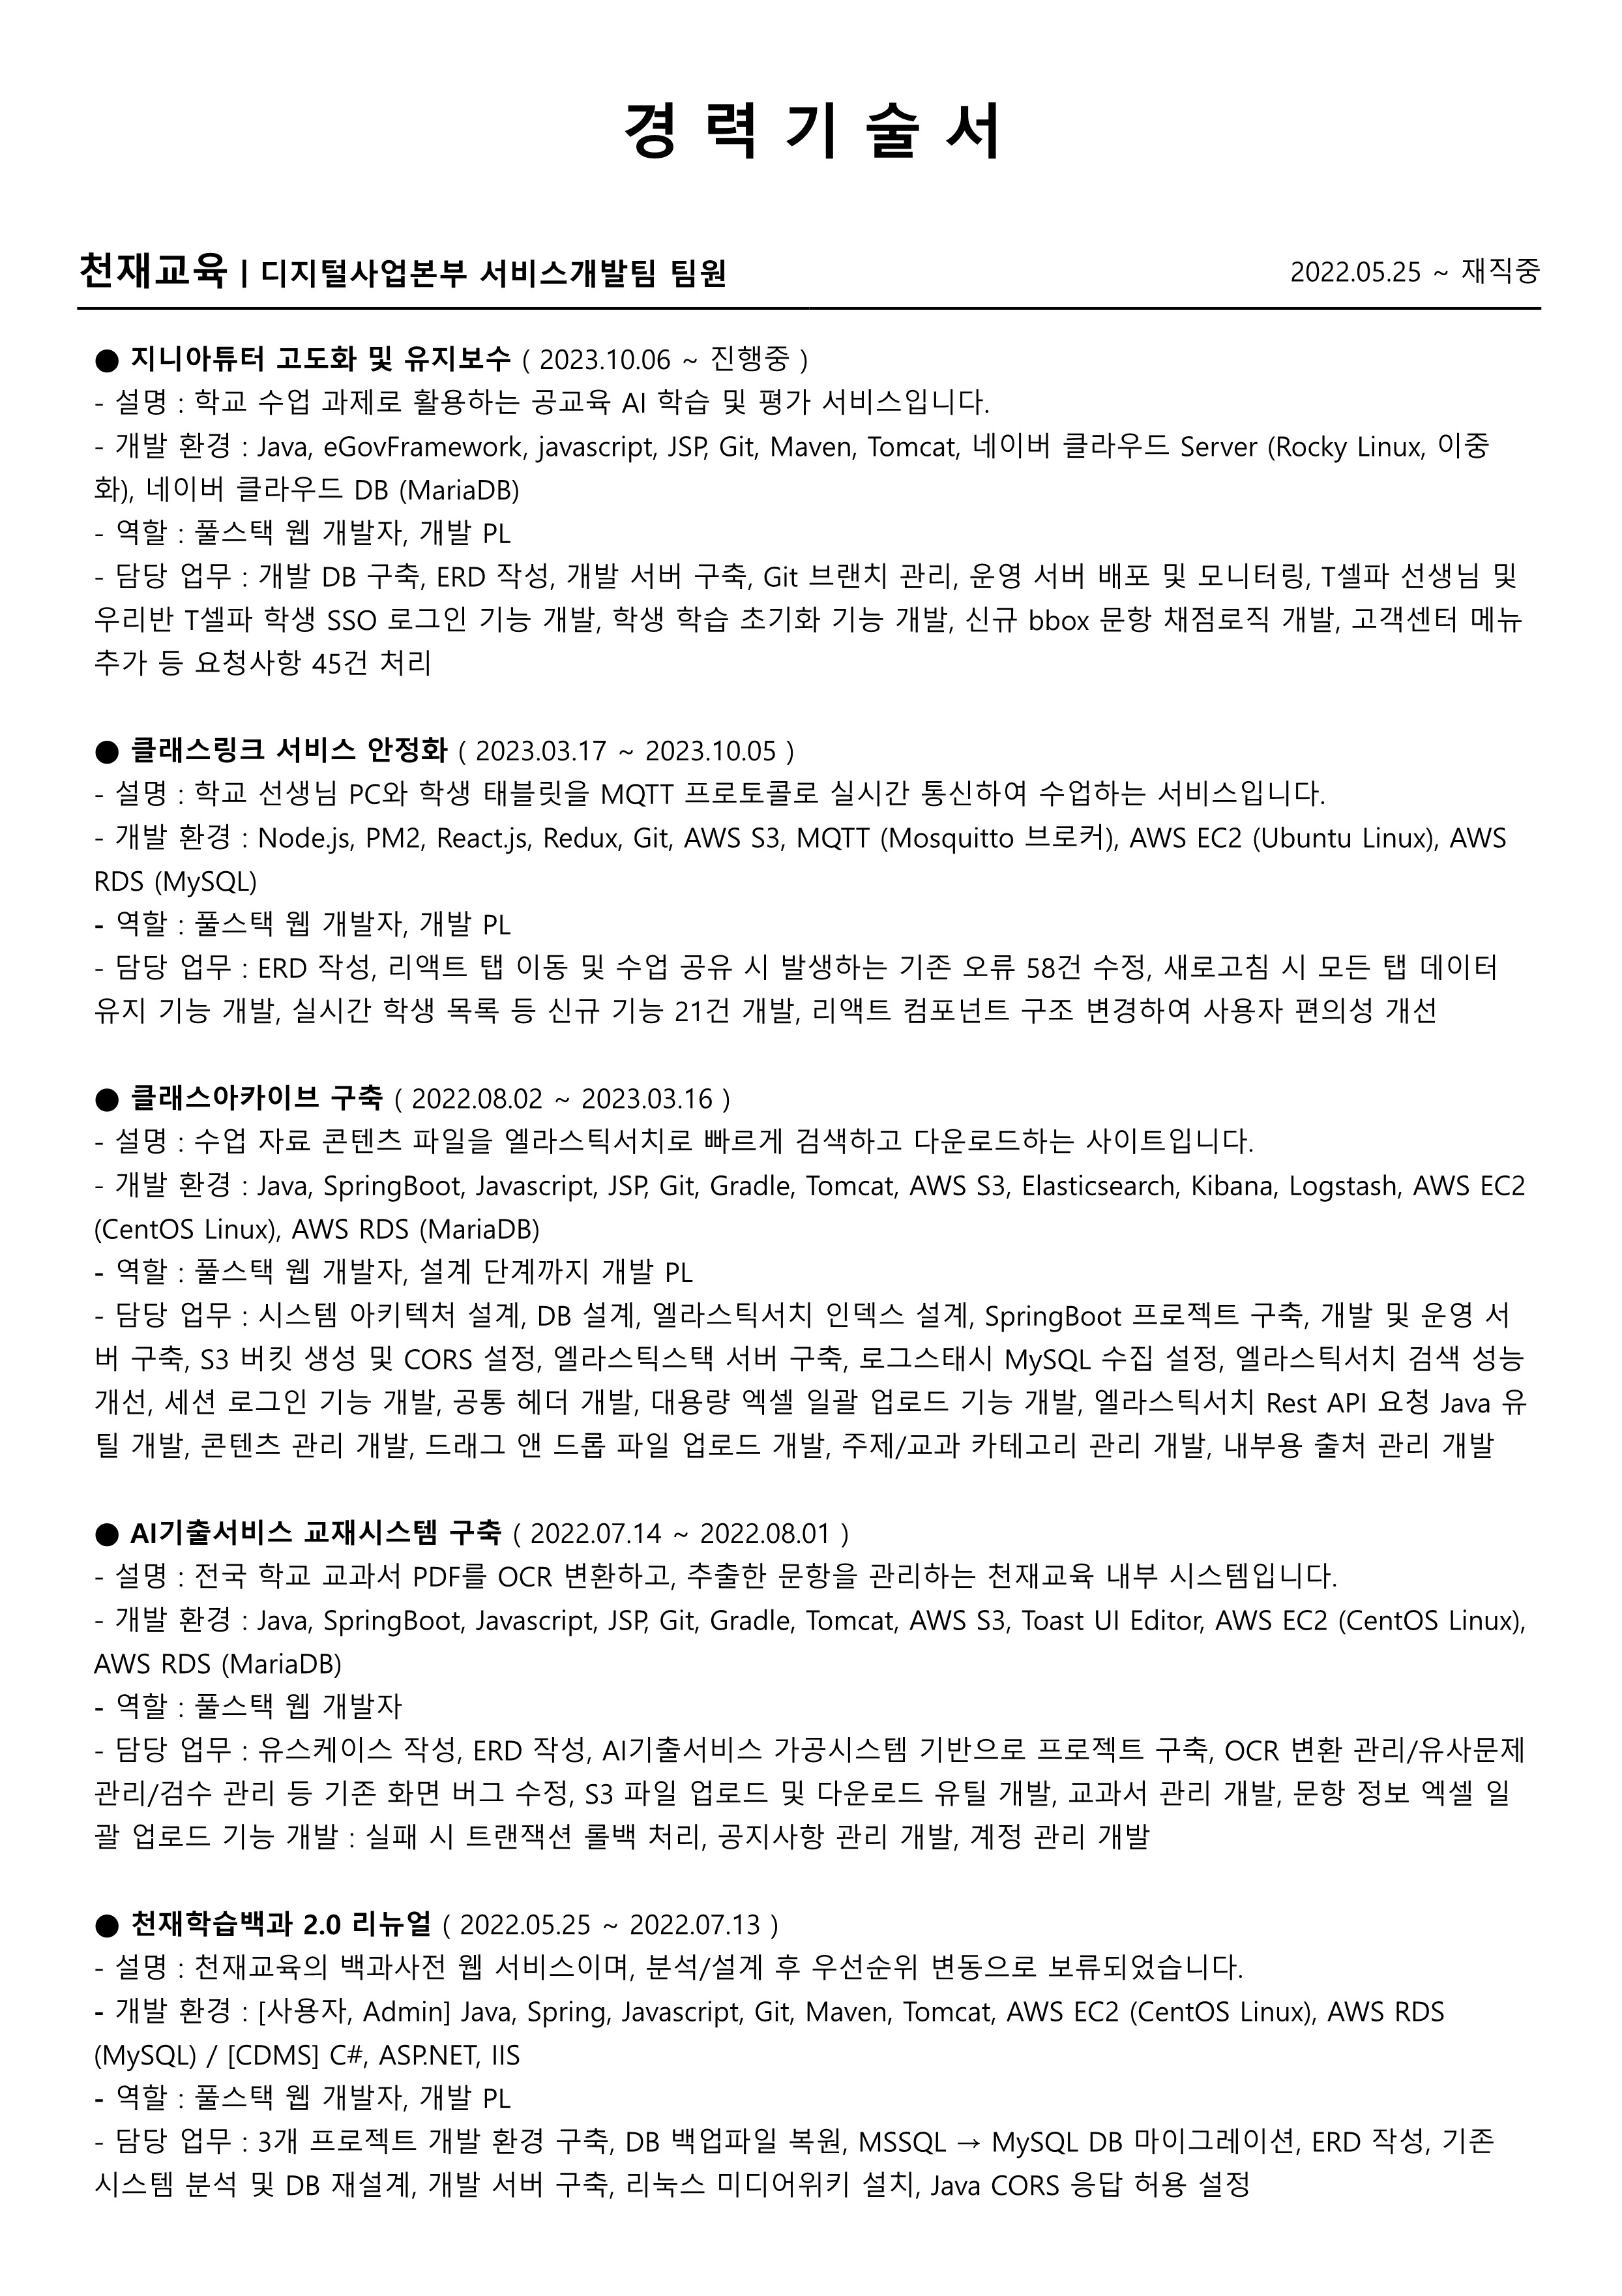 경 력 기 술 서
천재교육 | 디지털사업본부 서비스개발팀 팀원 2022.05.25 ~ 재직중
● 지니아튜터 고도화 및 유지보수 ( 2023.10.06 ~ 진행중 )
- 설명 : 학교 수업 과제로 활용하는 공교육 AI 학습 및 평가 서비스입니다.
- 개발 환경 : Java, eGovFramework, javascript, JSP, Git, Maven, Tomcat, 네이버 클라우드 Server (Rocky Linux, 이중
화), 네이버 클라우드 DB (MariaDB)
- 역할 : 풀스택 웹 개발자, 개발 PL
- 담당 업무 : 개발 DB 구축, ERD 작성, 개발 서버 구축, Git 브랜치 관리, 운영 서버 배포 및 모니터링, T셀파 선생님 및
우리반 T셀파 학생 SSO 로그인 기능 개발, 학생 학습 초기화 기능 개발, 신규 bbox 문항 채점로직 개발, 고객센터 메뉴
추가 등 요청사항 45건 처리
● 클래스링크 서비스 안정화 ( 2023.03.17 ~ 2023.10.05 )
- 설명 : 학교 선생님 PC와 학생 태블릿을 MQTT 프로토콜로 실시간 통신하여 수업하는 서비스입니다.
- 개발 환경 : Node.js, PM2, React.js, Redux, Git, AWS S3, MQTT (Mosquitto 브로커), AWS EC2 (Ubuntu Linux), AWS
RDS (MySQL)
- 역할 : 풀스택 웹 개발자, 개발 PL
- 담당 업무 : ERD 작성, 리액트 탭 이동 및 수업 공유 시 발생하는 기존 오류 58건 수정, 새로고침 시 모든 탭 데이터
유지 기능 개발, 실시간 학생 목록 등 신규 기능 21건 개발, 리액트 컴포넌트 구조 변경하여 사용자 편의성 개선
● 클래스아카이브 구축 ( 2022.08.02 ~ 2023.03.16 )
- 설명 : 수업 자료 콘텐츠 파일을 엘라스틱서치로 빠르게 검색하고 다운로드하는 사이트입니다.
- 개발 환경 : Java, SpringBoot, Javascript, JSP, Git, Gradle, Tomcat, AWS S3, Elasticsearch, Kibana, Logstash, AWS EC2
(CentOS Linux), AWS RDS (MariaDB)
- 역할 : 풀스택 웹 개발자, 설계 단계까지 개발 PL
- 담당 업무 : 시스템 아키텍처 설계, DB 설계, 엘라스틱서치 인덱스 설계, SpringBoot 프로젝트 구축, 개발 및 운영 서
버 구축, S3 버킷 생성 및 CORS 설정, 엘라스틱스택 서버 구축, 로그스태시 MySQL 수집 설정, 엘라스틱서치 검색 성능
개선, 세션 로그인 기능 개발, 공통 헤더 개발, 대용량 엑셀 일괄 업로드 기능 개발, 엘라스틱서치 Rest API 요청 Java 유
틸 개발, 콘텐츠 관리 개발, 드래그 앤 드롭 파일 업로드 개발, 주제/교과 카테고리 관리 개발, 내부용 출처 관리 개발
● AI기출서비스 교재시스템 구축 ( 2022.07.14 ~ 2022.08.01 )
- 설명 : 전국 학교 교과서 PDF를 OCR 변환하고, 추출한 문항을 관리하는 천재교육 내부 시스템입니다.
- 개발 환경 : Java, SpringBoot, Javascript, JSP, Git, Gradle, Tomcat, AWS S3, Toast UI Editor, AWS EC2 (CentOS Linux),
AWS RDS (MariaDB)
- 역할 : 풀스택 웹 개발자
- 담당 업무 : 유스케이스 작성, ERD 작성, AI기출서비스 가공시스템 기반으로 프로젝트 구축, OCR 변환 관리/유사문제
관리/검수 관리 등 기존 화면 버그 수정, S3 파일 업로드 및 다운로드 유틸 개발, 교과서 관리 개발, 문항 정보 엑셀 일
괄 업로드 기능 개발 : 실패 시 트랜잭션 롤백 처리, 공지사항 관리 개발, 계정 관리 개발
● 천재학습백과 2.0 리뉴얼 ( 2022.05.25 ~ 2022.07.13 )
- 설명 : 천재교육의 백과사전 웹 서비스이며, 분석/설계 후 우선순위 변동으로 보류되었습니다.
- 개발 환경 : [사용자, Admin] Java, Spring, Javascript, Git, Maven, Tomcat, AWS EC2 (CentOS Linux), AWS RDS
(MySQL) / [CDMS] C#, ASP.NET, IIS
- 역할 : 풀스택 웹 개발자, 개발 PL
- 담당 업무 : 3개 프로젝트 개발 환경 구축, DB 백업파일 복원, MSSQL → MySQL DB 마이그레이션, ERD 작성, 기존
시스템 분석 및 DB 재설계, 개발 서버 구축, 리눅스 미디어위키 설치, Java CORS 응답 허용 설정